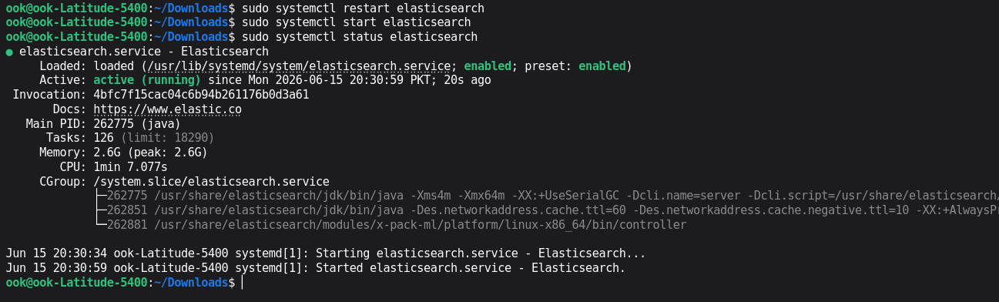 ook@ook-Latitude-5400:~/Downloads$ sudo systemctl restart elasticsearch
ook@ook-Latitude-5400:~/Downloads$ sudo systemctl start elasticsearch
ook@ook-Latitude-5400:~/Downloads$ sudo systemctl status elasticsearch
● elasticsearch.service - Elasticsearch
     Loaded: loaded (/usr/lib/systemd/system/elasticsearch.service; enabled; preset: enabled)
     Active: active (running) since Mon 2026-06-15 20:30:59 PKT; 20s ago
 Invocation: 4bfc7f15cac04c6b94b261176b0d3a61
       Docs: https://www.elastic.co
   Main PID: 262775 (java)
      Tasks: 126 (limit: 18290)
     Memory: 2.6G (peak: 2.6G)
        CPU: 1min 7.077s
     CGroup: /system.slice/elasticsearch.service
             ├─262775 /usr/share/elasticsearch/jdk/bin/java -Xms4m -Xmx64m -XX:+UseSerialGC -Dcli.name=server -Dcli.script=/usr/share/elasticsearch/
             ├─262851 /usr/share/elasticsearch/jdk/bin/java -Des.networkaddress.cache.ttl=60 -Des.networkaddress.cache.negative.ttl=10 -XX:+AlwaysPr
             └─262881 /usr/share/elasticsearch/modules/x-pack-ml/platform/linux-x86_64/bin/controller

Jun 15 20:30:34 ook-Latitude-5400 systemd[1]: Starting elasticsearch.service - Elasticsearch...
Jun 15 20:30:59 ook-Latitude-5400 systemd[1]: Started elasticsearch.service - Elasticsearch.
ook@ook-Latitude-5400:~/Downloads$